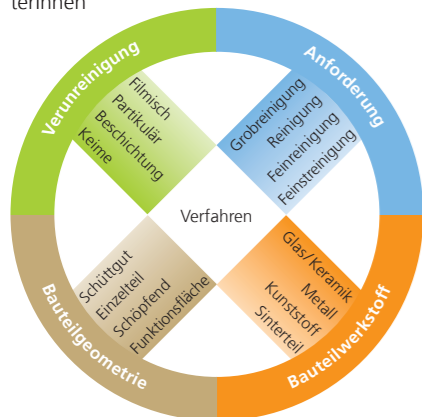 terinnen
Verunreinigung
Filmisch
Partikulär
Beschichtung
Keime
Anforderung
Grobreinigung
Reinigung
Feinreinigung
Feinstreinigung
Verfahren
Bauteilgeometrie
Schüttgut
Einzelteil
Schöpfend
Funktionsfläche
Bauteilwerkstoff
Glas/Keramik
Metall
Kunststoff
Sinterteil